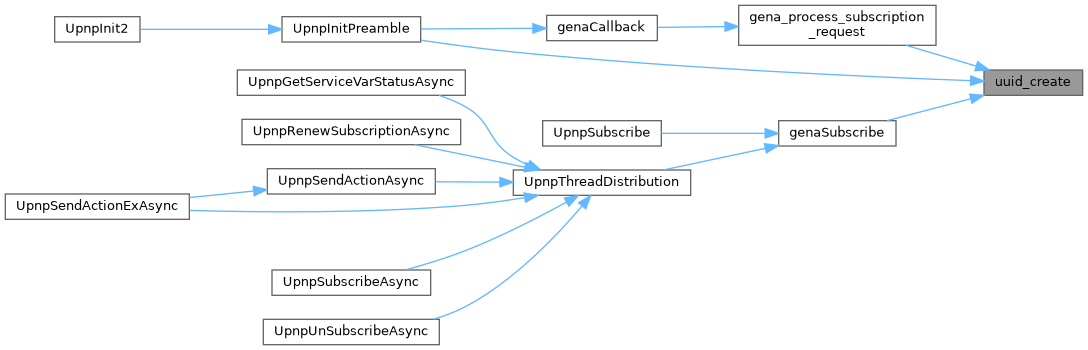 gena_process_subscription
_request
UpnpInit2
UpnpInitPreamble
genaCallback
uuid_create
UpnpGetServiceVarStatusAsync
UpnpRenewSubscriptionAsync
UpnpSubscribe
genaSubscribe
UpnpSendActionAsync
UpnpThreadDistribution
UpnpSendActionExAsync
UpnpSubscribeAsync
UpnpUnSubscribeAsync